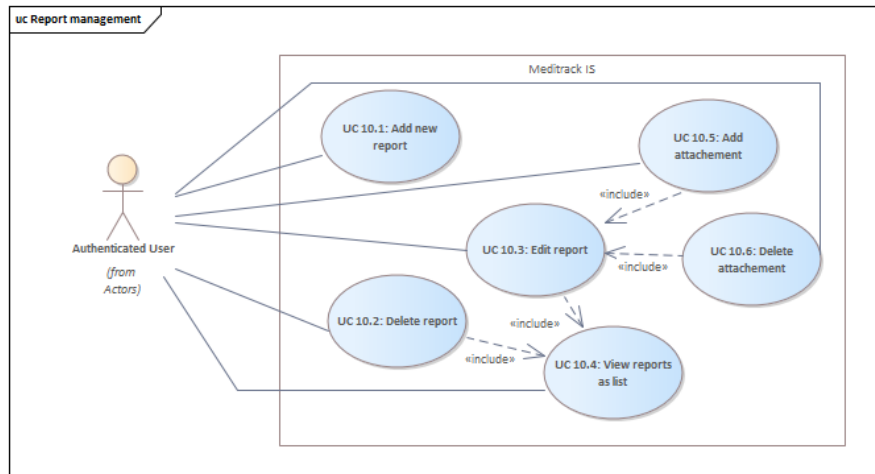 uc Report management
Meditrack IS
UC 10.1: Add new
report
UC 10.5: Add
attachement
«include»
Authenticated User
(from
Actors)
UC 10.3: Edit report
UC 10.6: Delete
attachement
«include»
UC 10.2: Delete report
«include»
«include»
UC 10.4: View reports
as list